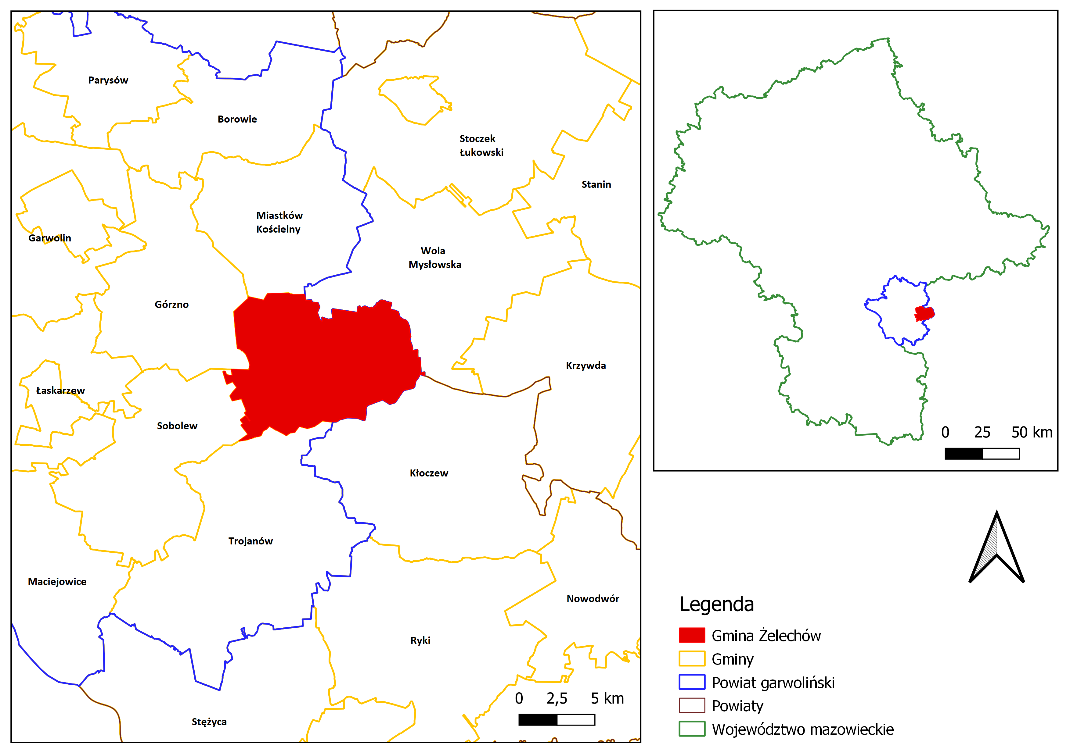 Parysów
Borowie
Stoczek
Łukowski
Stanin
Miastków
Kościelny
Garwolin
Wola
Mysłowska
Górzno
Krzywda
Łaskarzew
Sobolew
Kłoczew
Trojanów
Maciejowice
Nowodwór
Ryki
Stężyca
0 2,5 5 km
0 25 50 km
Legenda
Gmina Żelechów
Gminy
Powiat garwoliński
Powiaty
Województwo mazowieckie